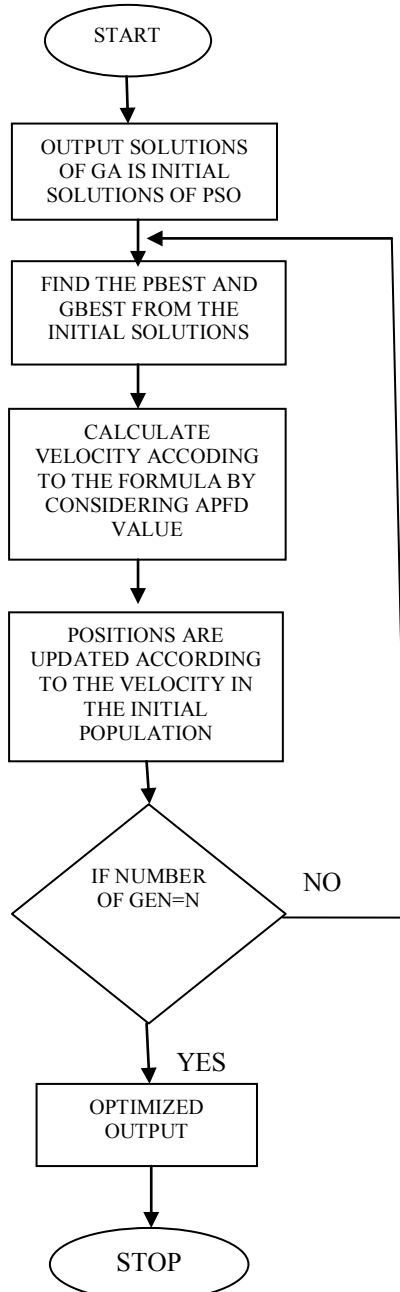 START
OUTPUT SOLUTIONS
OF GA IS INITIAL
SOLUTIONS OF PSO
FIND THE PBEST AND
GBEST FROM THE
INITIAL SOLUTIONS
CALCULATE
VELOCITY ACCODING
TO THE FORMULA BY
CONSIDERING APFD
VALUE
POSITIONS ARE
UPDATED ACCORDING
TO THE VELOCITY IN
THE INITIAL
POPULATION
IF NUMBER
OF GEN=N
NO
YES
OPTIMIZED
OUTPUT
STOP